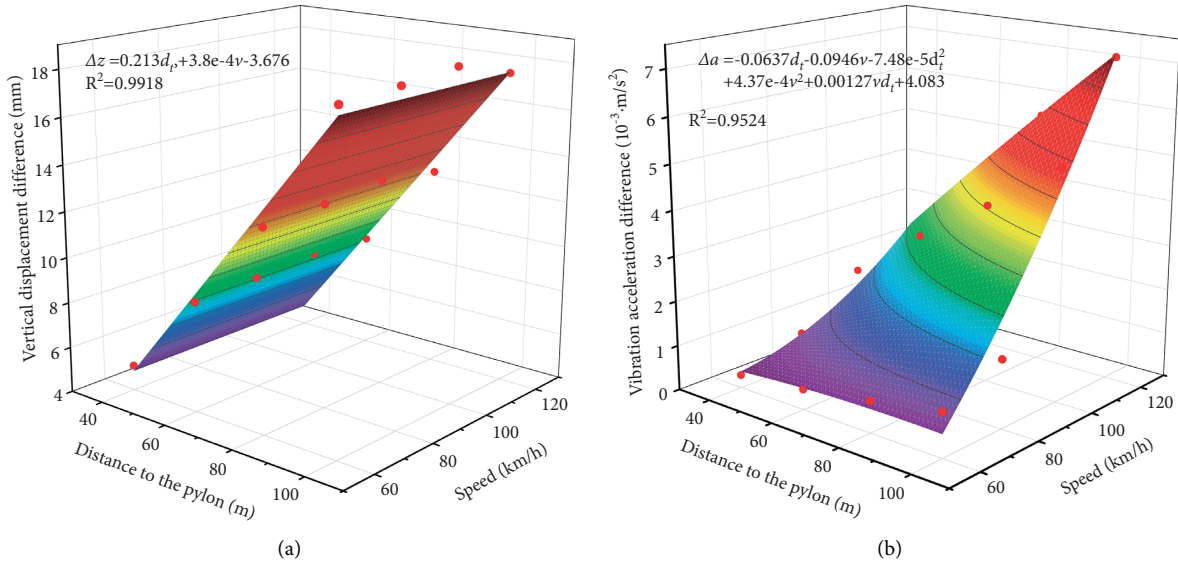 Δz =0.213dₜ,+3.8e-4v-3.676
R²=0.9918
18
16
14
12
10
8
6
4
Vertical displacement difference (mm)
40
60
80
100
Distance to the pylon (m)
60
80
100
120
Speed (km/h)
(a)
Δa =-0.0637dₜ-0.0946v-7.48e-5dₜ²
+4.37e-4v²+0.00127vdₜ+4.083
R²=0.9524
7
6
5
4
3
2
1
0
Vibration acceleration difference (10⁻³·m/s²)
40
60
80
100
Distance to the pylon (m)
60
80
100
120
Speed (km/h)
(b)